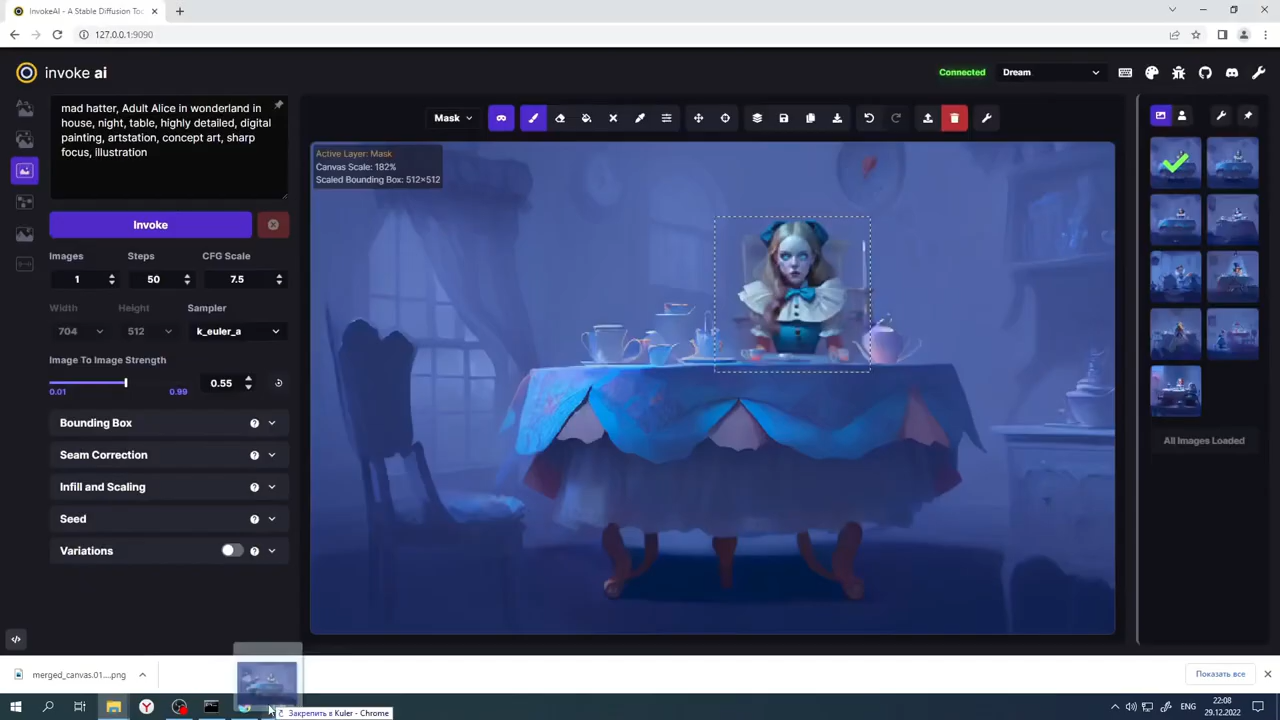 InvokeAI - A Stable Diffusion Too
127.0.0.1:9090
invoke ai
Connected
Dream
mad hatter, Adult Alice in wonderland in
house, night, table, highly detailed, digital
painting, artstation, concept art, sharp
focus, illustration
Mask
Active Layer: Mask
Canvas Scale: 182%
Scaled Bounding Box: 512×512
Invoke
Images
Steps
CFG Scale
1
50
7.5
Width
Height
Sampler
704
512
k_euler_a
Image To Image Strength
0.55
0.01
0.99
Bounding Box
Seam Correction
Infill and Scaling
Seed
Variations
All Images Loaded
merged_canvas.01....png
Показать все
Закрепить в Kuler - Chrome
ENG
22:08
29.12.2022